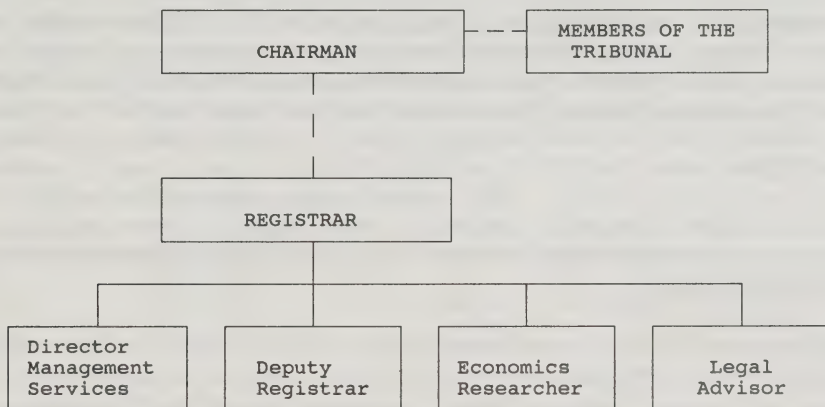 CHAIRMAN
MEMBERS OF THE
TRIBUNAL
REGISTRAR
Director
Management
Services
Deputy
Registrar
Economics
Researcher
Legal
Advisor